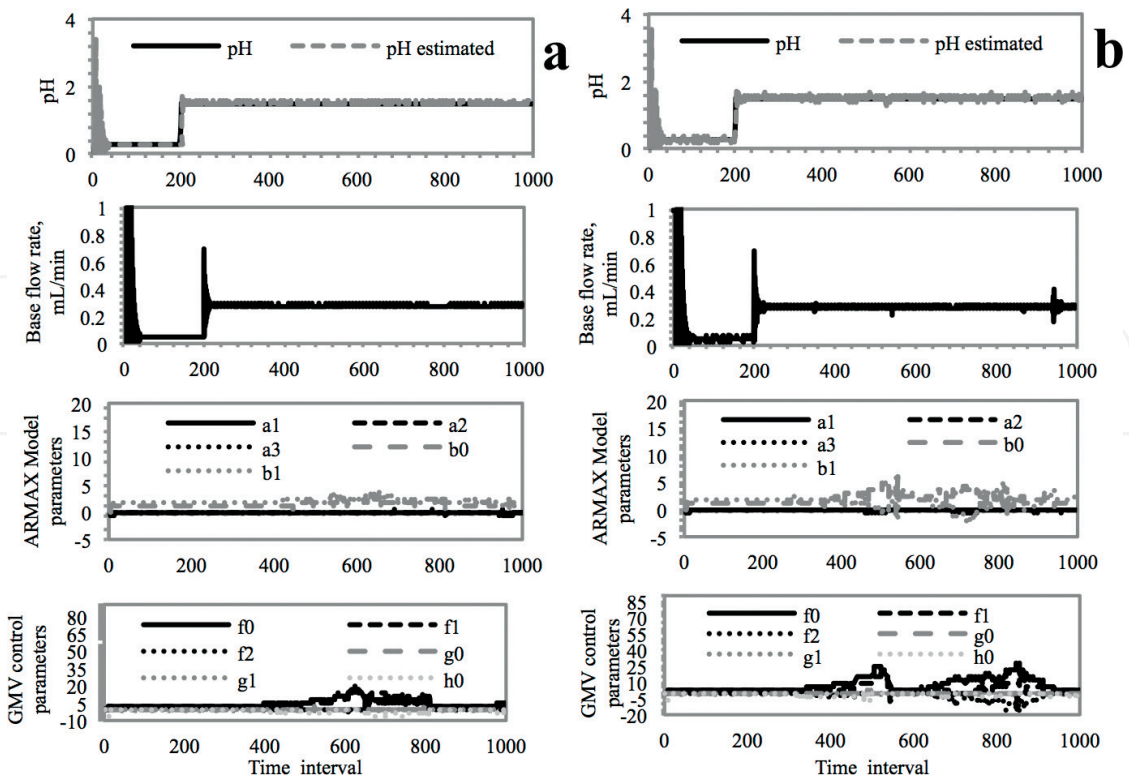 a
4
2
0
pH
pH
pH estimated
0 200 400 600 800 1000
1
0.8
0.6
0.4
0.2
0
Base flow rate,
mL/min
0 200 400 600 800 1000
20
15
10
5
0
-5
ARMAX Model
parameters
a1 a2
a3 b0
b1
0 200 400 600 800 1000
80
65
50
35
20
5
-10
GMV control
parameters
f0 f1
f2 g0
g1 h0
0 200 400 600 800 1000
Time interval
b
4
2
0
pH
pH
pH estimated
0 200 400 600 800 1000
1
0.8
0.6
0.4
0.2
0
Base flow rate,
mL/min
0 200 400 600 800 1000
20
15
10
5
0
-5
ARMAX Model
parameters
a1 a2
a3 b0
b1
0 200 400 600 800 1000
85
70
55
40
25
10
-5
-20
GMV control
parameters
f0 f1
f2 g0
g1 h0
0 200 400 600 800 1000
Time interval